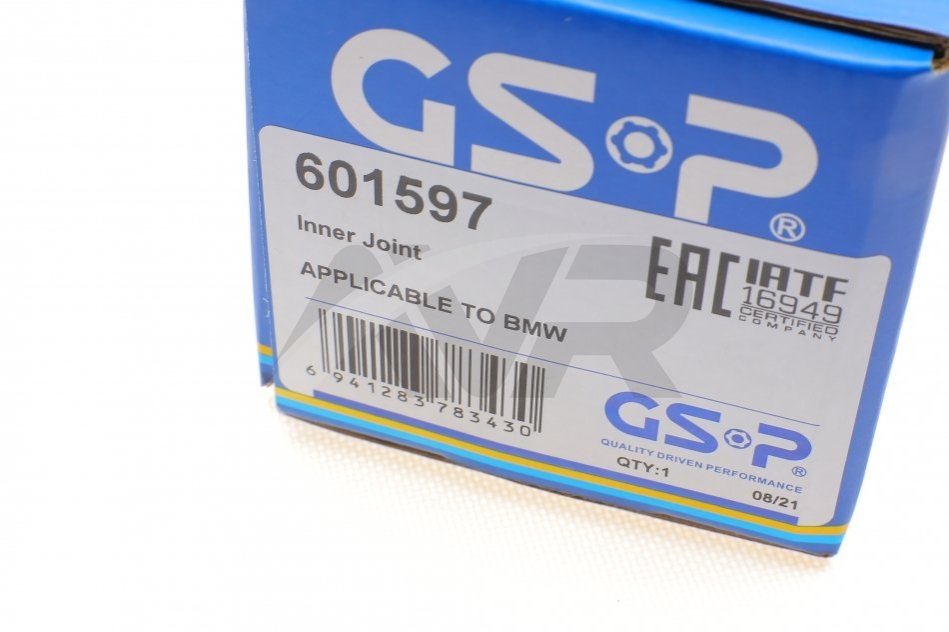 GSP®
601597
Inner Joint
APPLICABLE TO BMW
EAC
IATF
16949
CERTIFIED
COMPANY
NR
6 941283 783430
GSP®
QUALITY DRIVEN PERFORMANCE
QTY:1
08/21